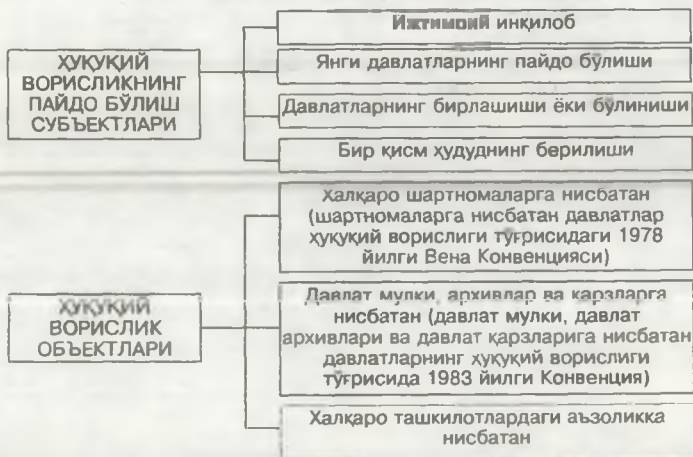 Ижтимоий инқилоб
ҲУҚУҚИЙ
ВОРИСЛИКНИНГ
ПАЙДО БЎЛИШ
СУБЪЕКТЛАРИ
Янги давлатларнинг пайдо бўлиши
Давлатларнинг бирлашиши ёки бўлиниши
Бир қисм ҳудуднинг берилиши
ҲУҚУҚИЙ
ВОРИСЛИК
ОБЪЕКТЛАРИ
Халқаро шартномаларга нисбатан
(шартномаларга нисбатан давлатлар
ҳуқуқий ворислиги тўғрисидаги 1978
йилги Вена Конвенцияси)
Давлат мулки, архивлар ва қарзларга
нисбатан (давлат мулки, давлат
архивлари ва давлат қарзларига нисбатан
давлатларнинг ҳуқуқий ворислиги
тўғрисида 1983 йилги Конвенция)
Халқаро ташкилотлардаги аъзоликка
нисбатан